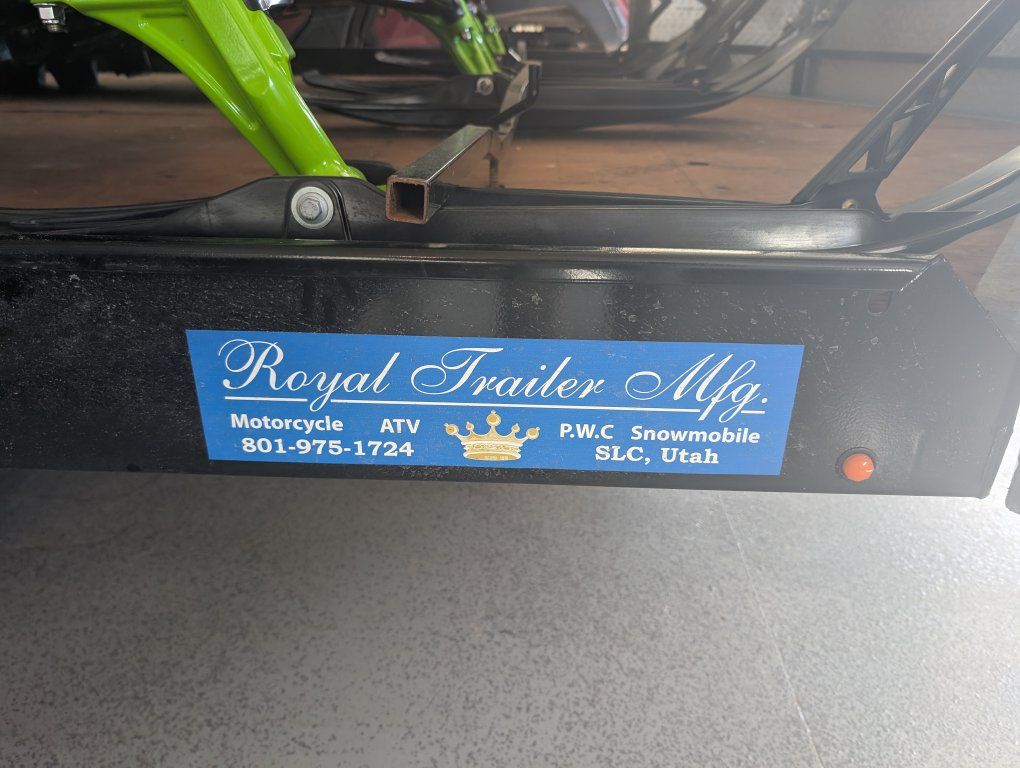 Royal Trailer Mfg.
Motorcycle ATV P.W.C Snowmobile
801-975-1724 SLC, Utah